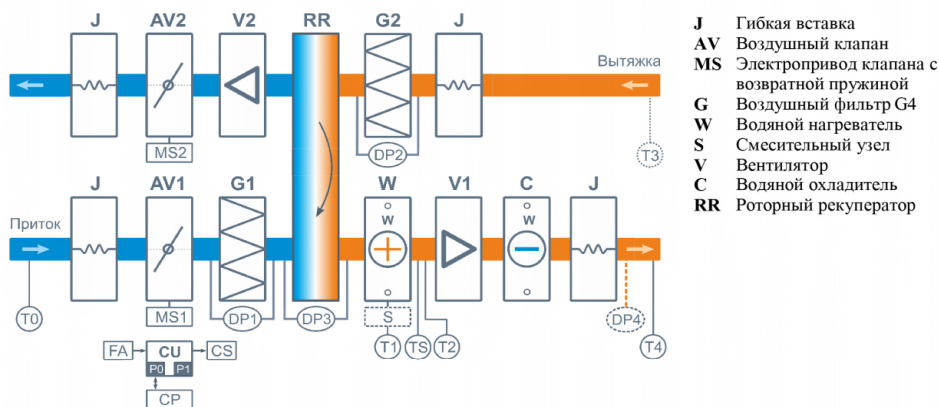 J AV2 V2 RR G2 J
Вытяжка
MS2
DP2
T3
J AV1 G1 W V1 C J
Приток
w
w
MS1
DP1
DP3
S
DP4
T0
T1
TS
T2
T4
FA
CU
CS
P0
P1
CP
J Гибкая вставка
AV Воздушный клапан
MS Электропривод клапана с
возвратной пружиной
G Воздушный фильтр G4
W Водяной нагреватель
S Смесительный узел
V Вентилятор
C Водяной охладитель
RR Роторный рекуператор